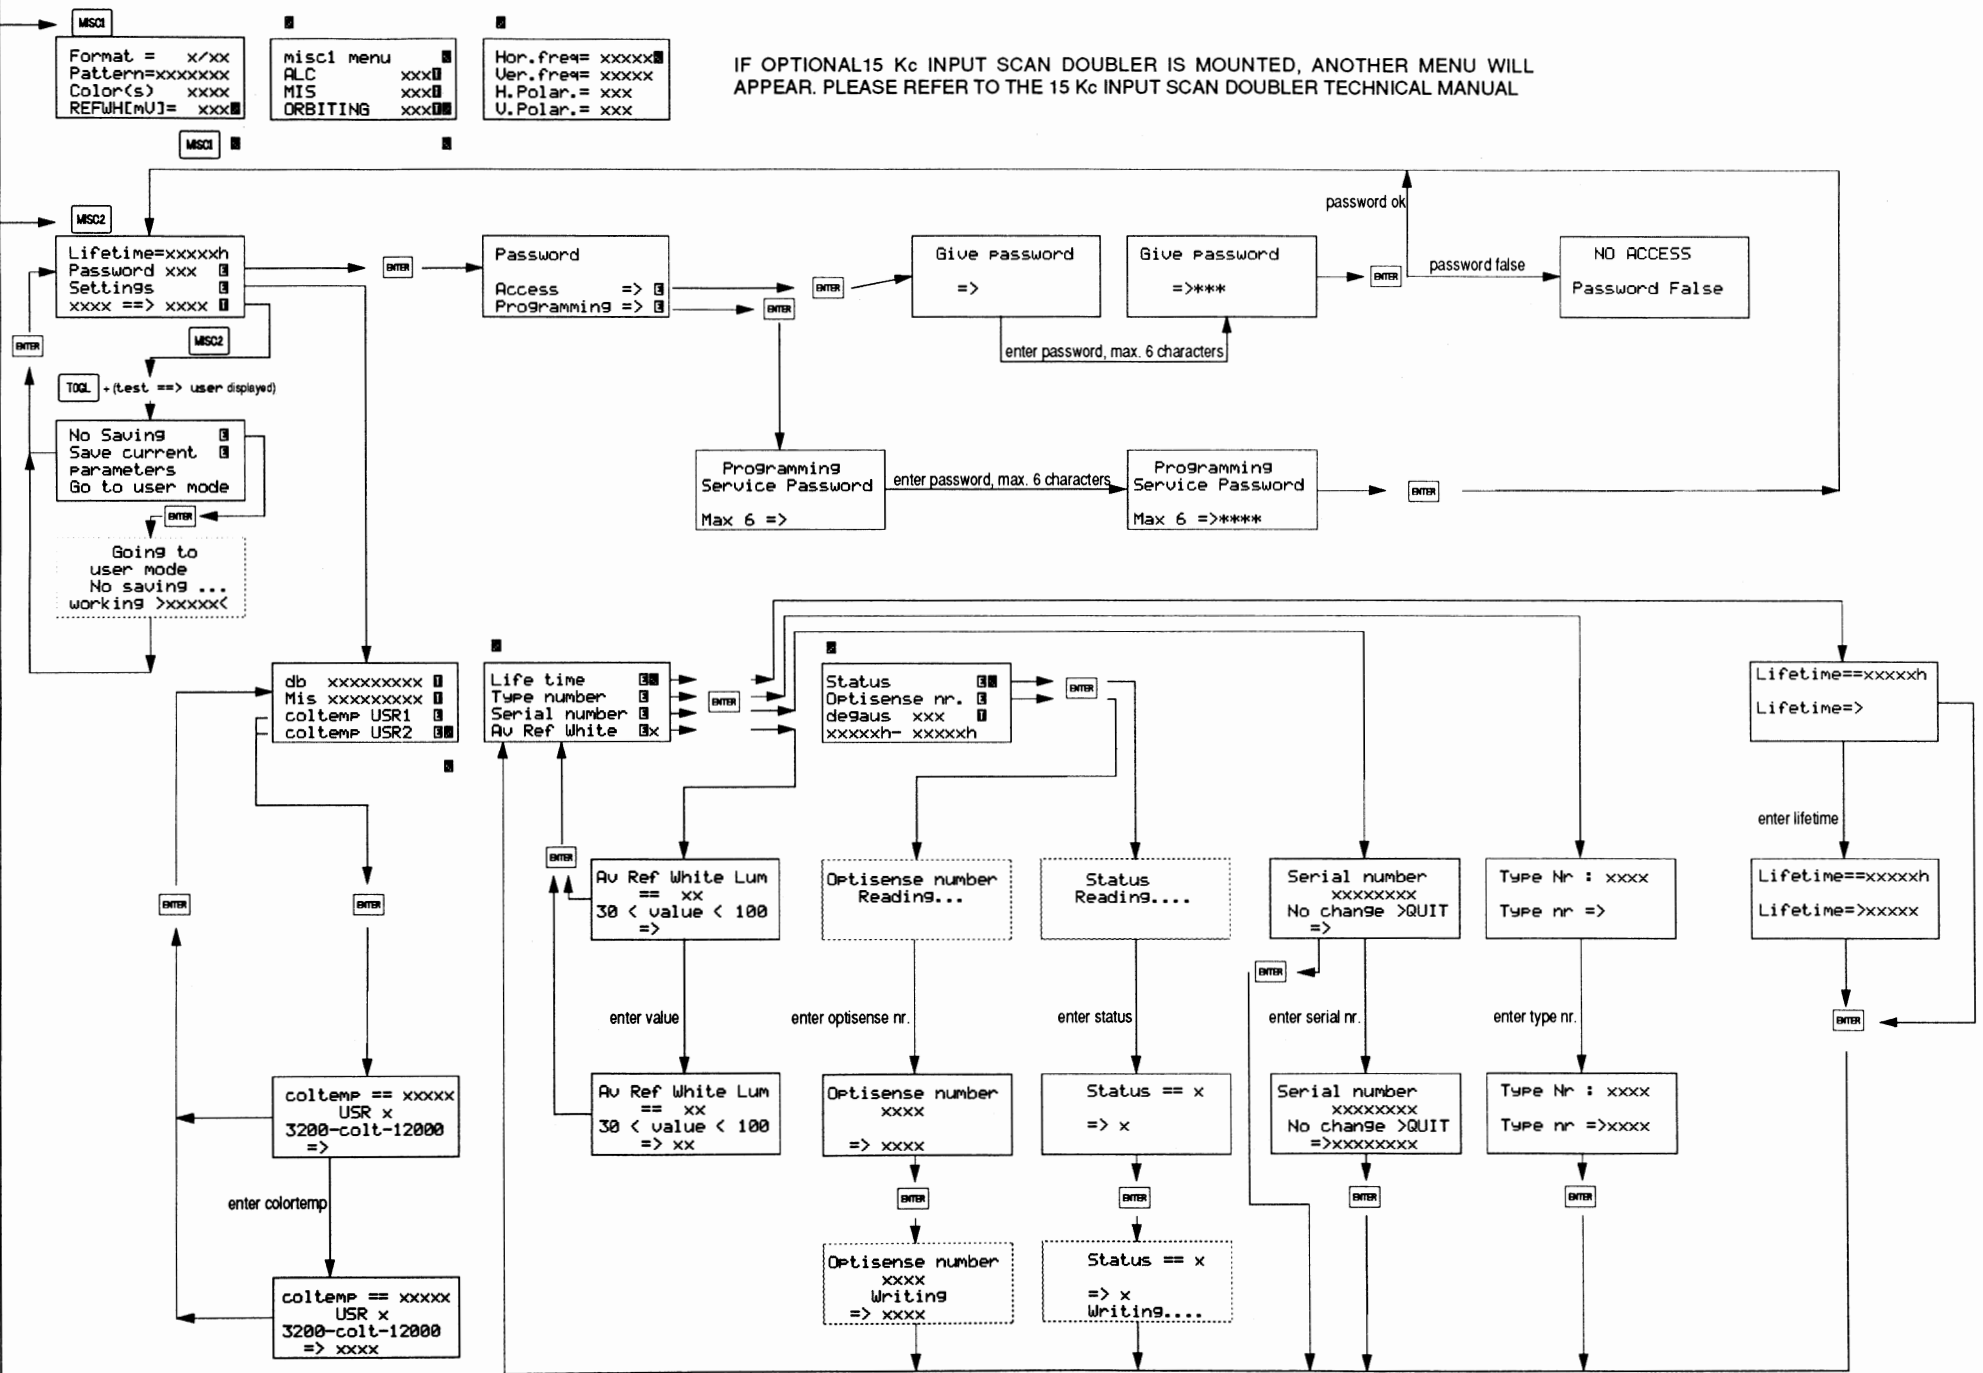 MISC1
Format = x/xx
Pattern=xxxxxxx
Color(s) xxxx
REFWH[mV]= xxx
misc1 menu
ALC xxx T
MIS xxx T
ORBITING xxx T
Hor.freq= xxxxx
Ver.freq= xxxxx
H.Polar.= xxx
V.Polar.= xxx
IF OPTIONAL15 Kc INPUT SCAN DOUBLER IS MOUNTED, ANOTHER MENU WILL
APPEAR. PLEASE REFER TO THE 15 Kc INPUT SCAN DOUBLER TECHNICAL MANUAL
MISC1
MISC2
Lifetime=xxxxxh
Password xxx E
Settings E
xxxx ==> xxxx T
ENTER
Password
Access => E
Programming => E
ENTER
ENTER
Give password
=>
Give password
=>***
enter password, max. 6 characters
ENTER
password ok
password false
NO ACCESS
Password False
ENTER
MISC2
TOGL + (test ==> user displayed)
No Saving E
Save current E
parameters
Go to user mode
ENTER
Going to
user mode
No saving ...
working >xxxxx<
Programming
Service Password
Max 6 =>
enter password, max. 6 characters
Programming
Service Password
Max 6 =>****
ENTER
db xxxxxxxxx T
Mis xxxxxxxxx T
coltemp USR1 E
coltemp USR2 E
Life time E
Type number E
Serial number E
Av Ref White Ex
ENTER
Status E
Optisense nr. E
degaus xxx T
xxxxxh- xxxxxh
ENTER
Lifetime==xxxxxh
Lifetime=>
enter lifetime
ENTER
ENTER
ENTER
Av Ref White Lum
== xx
30 < value < 100
=>
Optisense number
Reading...
Status
Reading....
Serial number
xxxxxxxx
No change >QUIT
=>
Type Nr : xxxx
Type nr =>
Lifetime==xxxxxh
Lifetime=>xxxxx
ENTER
enter value
enter optisense nr.
enter status
enter serial nr.
enter type nr.
ENTER
coltemp == xxxxx
USR x
3200-colt-12000
=>
Av Ref White Lum
== xx
30 < value < 100
=> xx
Optisense number
xxxx
=> xxxx
Status == x
=> x
Serial number
xxxxxxxx
No change >QUIT
=>xxxxxxxx
Type Nr : xxxx
Type nr =>xxxx
enter colortemp
ENTER
ENTER
ENTER
ENTER
coltemp == xxxxx
USR x
3200-colt-12000
=> xxxx
Optisense number
xxxx
Writing
=> xxxx
Status == x
=> x
Writing....